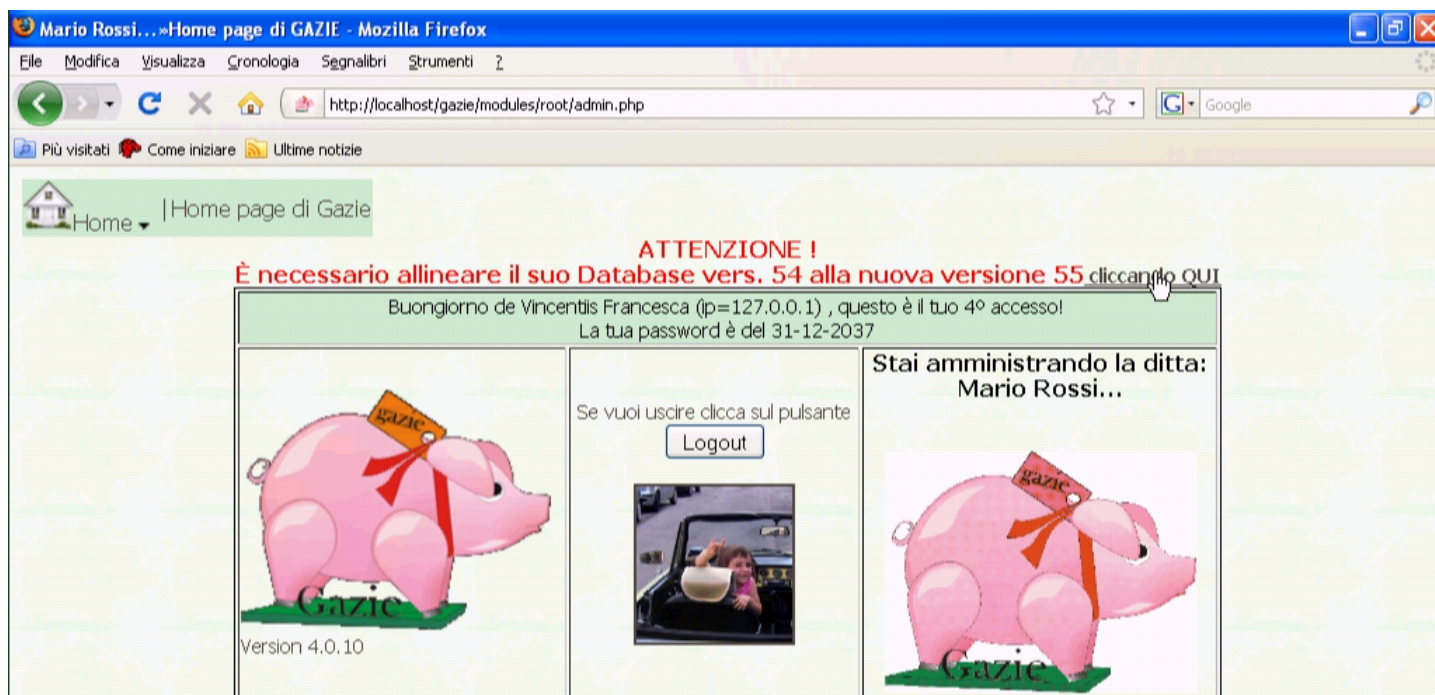 Mario Rossi...»Home page di GAZIE - Mozilla Firefox
File Modifica Visualizza Cronologia Segnalibri Strumenti ?
http://localhost/gazie/modules/root/admin.php
G Google
Più visitati Come iniziare Ultime notizie
Home |Home page di Gazie
ATTENZIONE !
È necessario allineare il suo Database vers. 54 alla nuova versione 55 cliccando QUI
Buongiorno de Vincentiis Francesca (ip=127.0.0.1) , questo è il tuo 4º accesso!
La tua password è del 31-12-2037
Stai amministrando la ditta:
Mario Rossi...
gazie
Se vuoi uscire clicca sul pulsante
Logout
gazie
Gazie
Version 4.0.10
Gazie